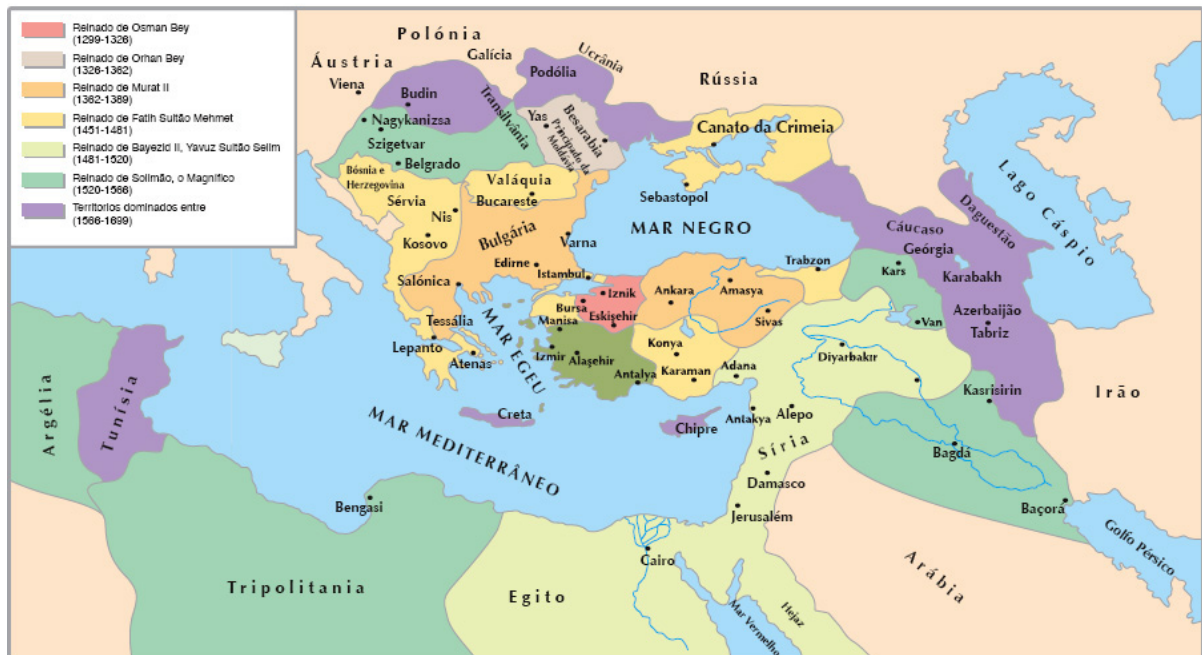 Reinado de Osman Bey
(1299-1326)
Reinado de Orhan Bey
(1326-1362)
Reinado de Murat II
(1362-1389)
Reinado de Fatih Sultão Mehmet
(1451-1481)
Reinado de Bayezid II, Yavuz Sultão Selim
(1481-1520)
Reinado de Solimão, o Magnífico
(1520-1566)
Territorios dominados entre
(1566-1699)
Polónia
Galícia
Ucrânia
Áustria
Viena
Podólia
Rússia
Budin
Transilvânia
Nagykanizsa
Yas
Besarabia
Principado da
Moldávia
Canato da Crimeia
Szigetvar
Belgrado
Bósnia e
Herzegovina
Valáquia
Bucareste
Sebastopol
Sérvia
Nis
Kosovo
Bulgária
Varna
MAR NEGRO
Lago Cáspio
Daguestão
Cáucaso
Geórgia
Karabakh
Azerbaijão
Tabriz
Edirne
Istambul
Salónica
Trabzon
Kars
Van
Iznik
Bursa
Eskişehir
Ankara
Amasya
Sivas
Tessália
Lepanto
Atenas
MAR EGEU
Manisa
Izmir
Alaşehir
Antalya
Konya
Karaman
Adana
Diyarbakır
Kasrisirin
Irão
Argélia
Tunísia
Creta
Chipre
Antakya
Alepo
Síria
Bagdá
MAR MEDITERRÂNEO
Damasco
Jerusalém
Baçorá
Golfo Pérsico
Bengasi
Cairo
Tripolitania
Egito
Arábia
Mar Vermelho
Hejaz